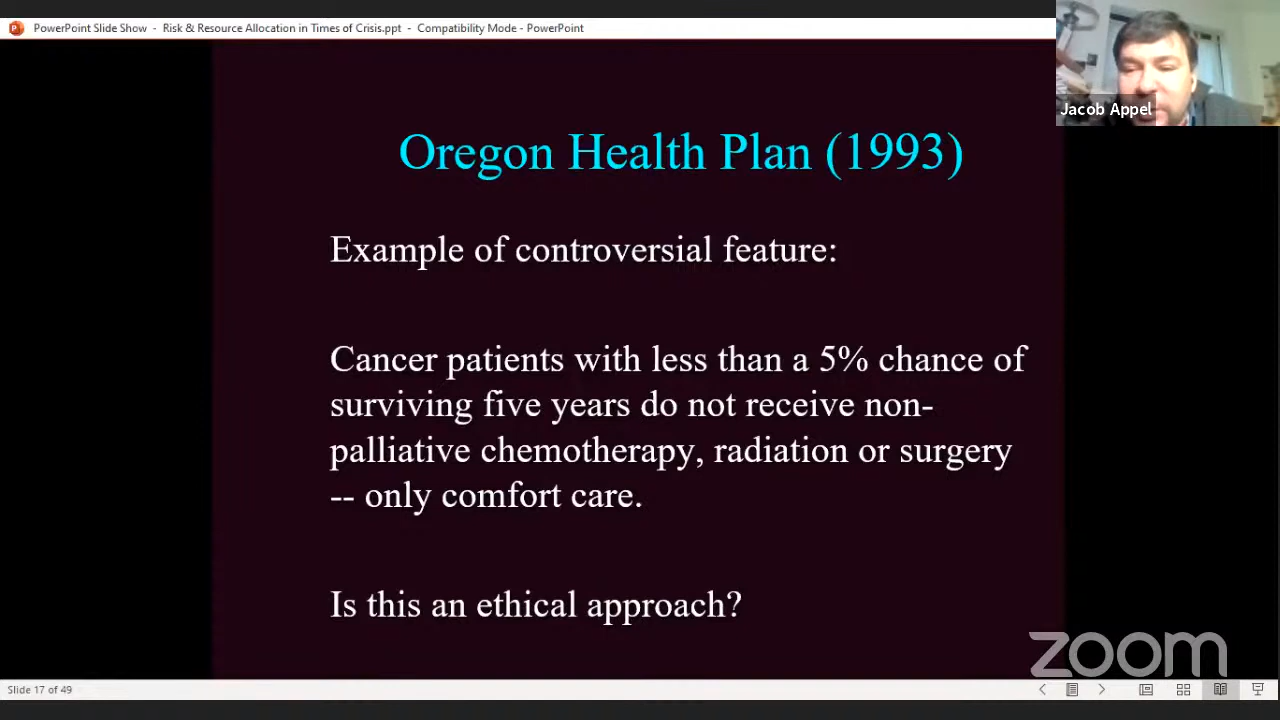 PowerPoint Slide Show - Risk & Resource Allocation in Times of Crisis.ppt - Compatibility Mode - PowerPoint
Jacob Appel
Oregon Health Plan (1993)
Example of controversial feature:
Cancer patients with less than a 5% chance of
surviving five years do not receive non-
palliative chemotherapy, radiation or surgery
-- only comfort care.
Is this an ethical approach?
zoom
Slide 17 of 49